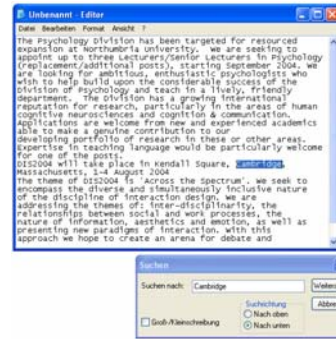 Unbenannt - Editor
Datei Bearbeiten Format Ansicht ?
The Psychology Division has been targeted for resourced
expansion at Northumbria University. We are seeking to
appoint up to three Lecturers/Senior Lecturers in Psychology
(replacement/additional posts), starting September 2004. We
are looking for ambitious, enthusiastic psychologists who
wish to help build upon the considerable success of the
Division of Psychology and teach in a lively, friendly
department. The Division has a growing international
reputation for research, particularly in the areas of human
cognitive neurosciences and cognition & communication.
Applications are welcome from new and experienced academics
able to make a genuine contribution to our
developing portfolio of research in these or other areas.
Expertise in teaching language would be particularly welcome
for one of the posts.
DIS2004 will take place in Kendall Square, Cambridge,
Massachusetts, 1-4 August 2004
The theme of DIS2004 is 'Across the Spectrum'. We seek to
encompass the diverse and simultaneously inclusive nature
of the discipline of interaction design. We are
addressing the themes of: inter-disciplinarity, the
relationships between social and work processes, the
nature of information, aesthetics and emotion, as well as
presenting new paradigms of interaction. With this
approach we hope to create an arena for debate and
Suchen
Suchen nach: Cambridge
Weiters
Suchrichtung
Abbre
Groß-/Kleinschreibung
Nach oben
Nach unten